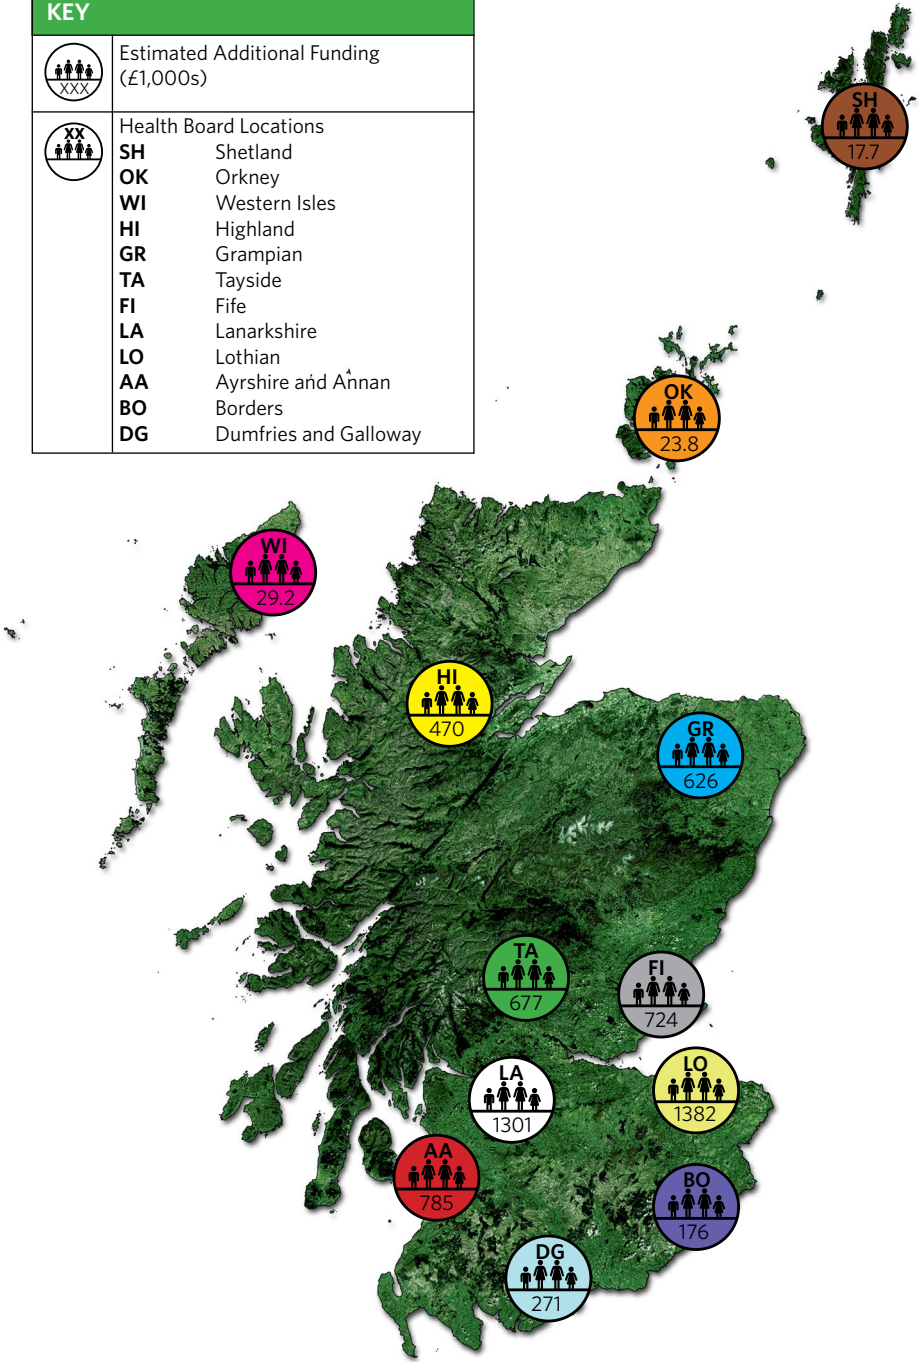 KEY
Estimated Additional Funding
(£1,000s)
XXX
XX
Health Board Locations
SH Shetland
OK Orkney
WI Western Isles
HI Highland
GR Grampian
TA Tayside
FI Fife
LA Lanarkshire
LO Lothian
AA Ayrshire and Annan
BO Borders
DG Dumfries and Galloway
SH
17.7
OK
23.8
WI
29.2
HI
470
GR
626
TA
677
FI
724
LA
1301
LO
1382
AA
785
BO
176
DG
271